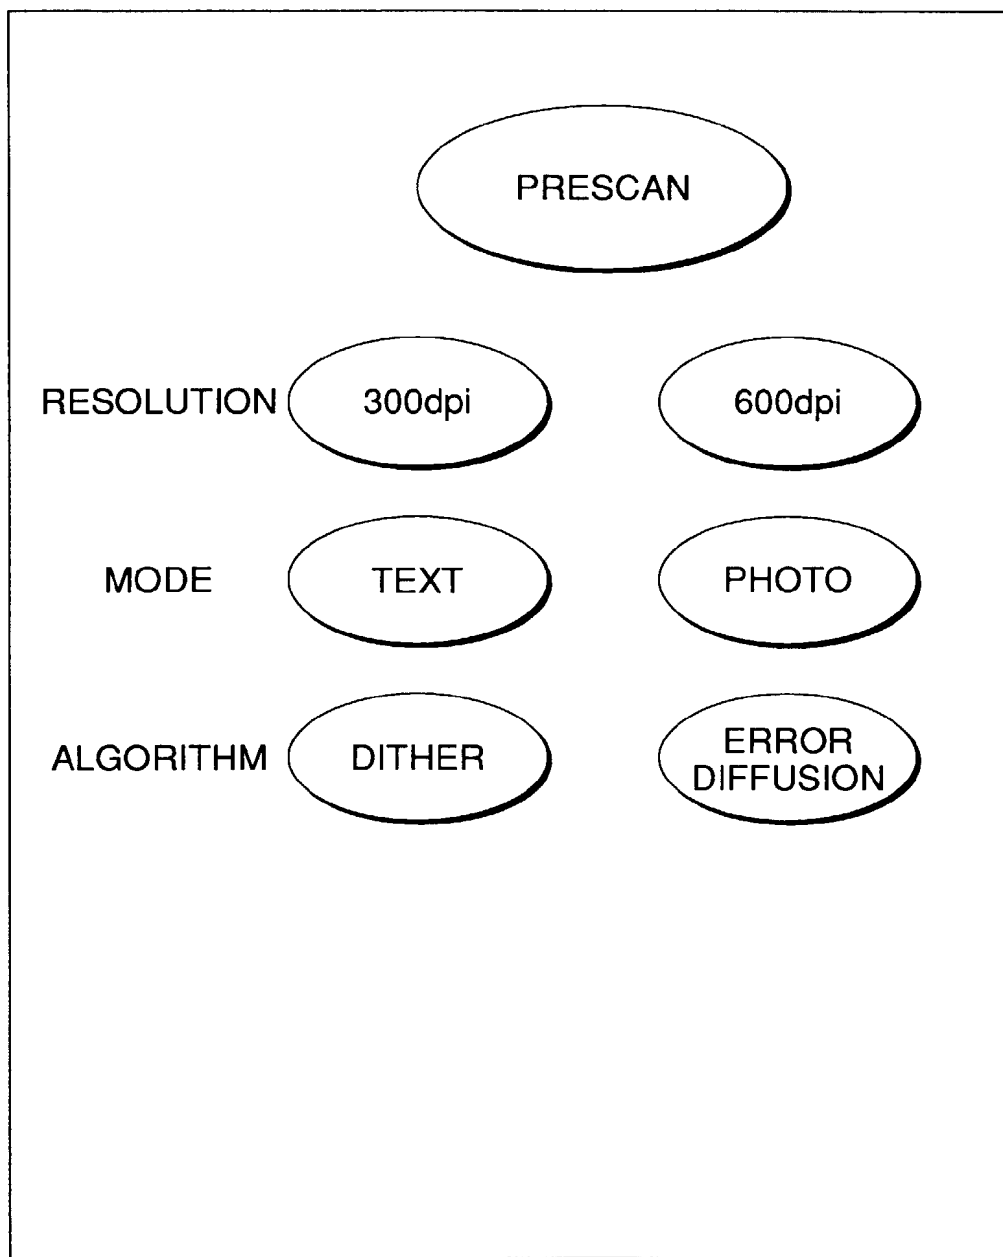 PRESCAN
RESOLUTION 300dpi 600dpi
MODE TEXT PHOTO
ALGORITHM DITHER ERROR
DIFFUSION